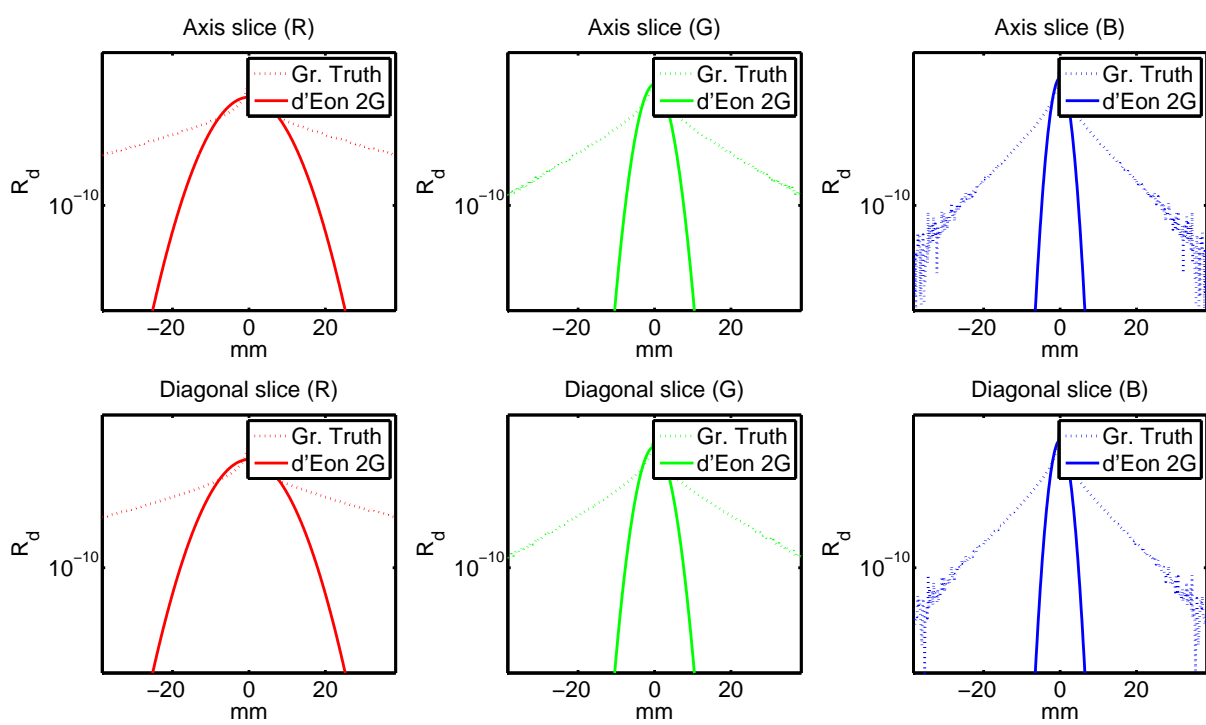 Axis slice (R)
Axis slice (G)
Axis slice (B)
Gr. Truth
d'Eon 2G
Gr. Truth
d'Eon 2G
Gr. Truth
d'Eon 2G
R_d
R_d
R_d
10^−10
10^−10
10^−10
−20 0 20
−20 0 20
−20 0 20
mm
mm
mm
Diagonal slice (R)
Diagonal slice (G)
Diagonal slice (B)
Gr. Truth
d'Eon 2G
Gr. Truth
d'Eon 2G
Gr. Truth
d'Eon 2G
R_d
R_d
R_d
10^−10
10^−10
10^−10
−20 0 20
−20 0 20
−20 0 20
mm
mm
mm